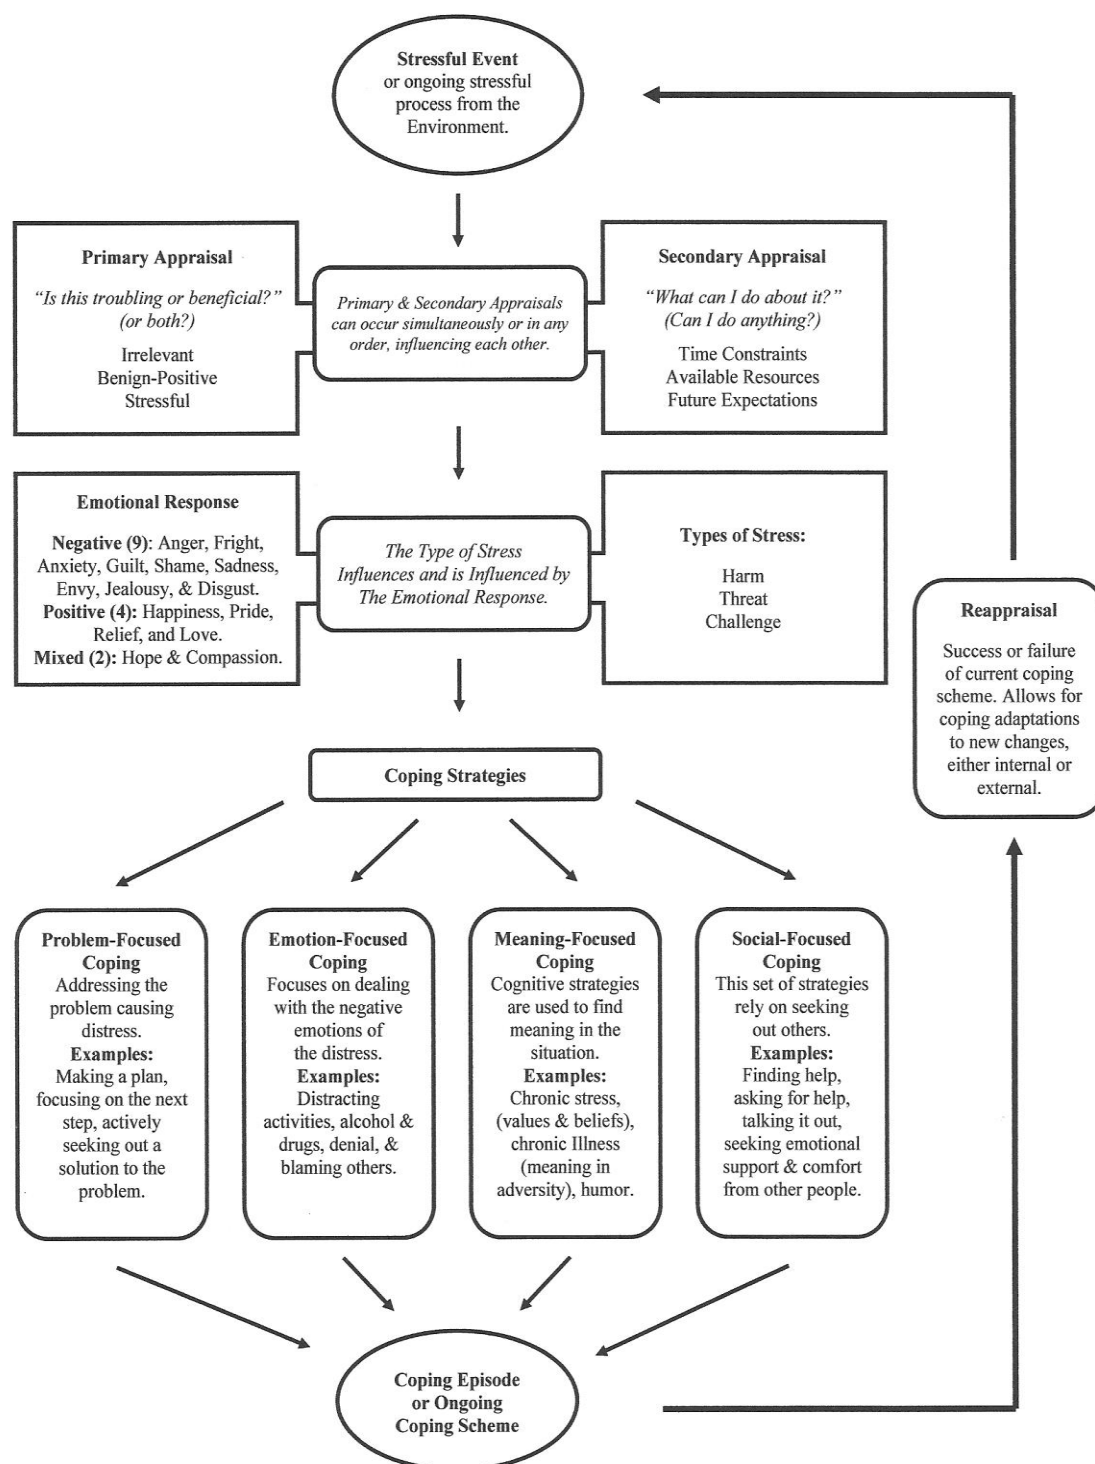 Stressful Event
or ongoing stressful
process from the
Environment.
Primary Appraisal
“Is this troubling or beneficial?”
(or both?)
Irrelevant
Benign-Positive
Stressful
Primary & Secondary Appraisals
can occur simultaneously or in any
order, influencing each other.
Secondary Appraisal
“What can I do about it?”
(Can I do anything?)
Time Constraints
Available Resources
Future Expectations
Emotional Response
Negative (9): Anger, Fright,
Anxiety, Guilt, Shame, Sadness,
Envy, Jealousy, & Disgust.
Positive (4): Happiness, Pride,
Relief, and Love.
Mixed (2): Hope & Compassion.
The Type of Stress
Influences and is Influenced by
The Emotional Response.
Types of Stress:
Harm
Threat
Challenge
Reappraisal
Success or failure
of current coping
scheme. Allows for
coping adaptations
to new changes,
either internal or
external.
Coping Strategies
Problem-Focused
Coping
Addressing the
problem causing
distress.
Examples:
Making a plan,
focusing on the next
step, actively
seeking out a
solution to the
problem.
Emotion-Focused
Coping
Focuses on dealing
with the negative
emotions of
the distress.
Examples:
Distracting
activities, alcohol &
drugs, denial, &
blaming others.
Meaning-Focused
Coping
Cognitive strategies
are used to find
meaning in the
situation.
Examples:
Chronic stress,
(values & beliefs),
chronic Illness
(meaning in
adversity), humor.
Social-Focused
Coping
This set of strategies
rely on seeking
out others.
Examples:
Finding help,
asking for help,
talking it out,
seeking emotional
support & comfort
from other people.
Coping Episode
or Ongoing
Coping Scheme